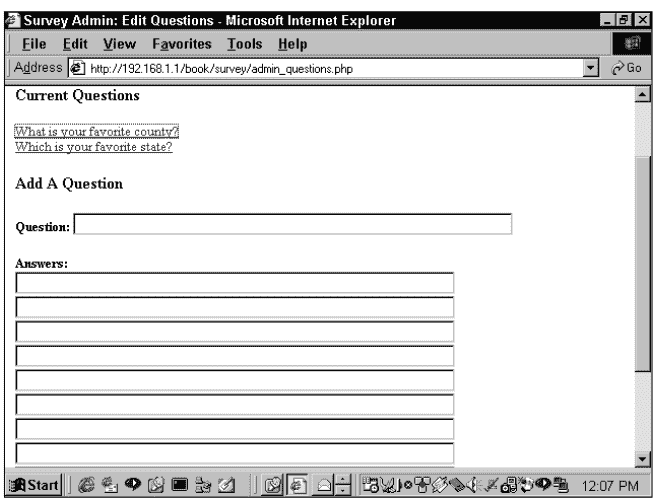 Survey Admin: Edit Questions - Microsoft Internet Explorer
File Edit View Favorites Tools Help
Address http://192.168.1.1/book/survey/admin_questions.php Go
Current Questions
What is your favorite county?
Which is your favorite state?
Add A Question
Question:
Answers:
Start 12:07 PM